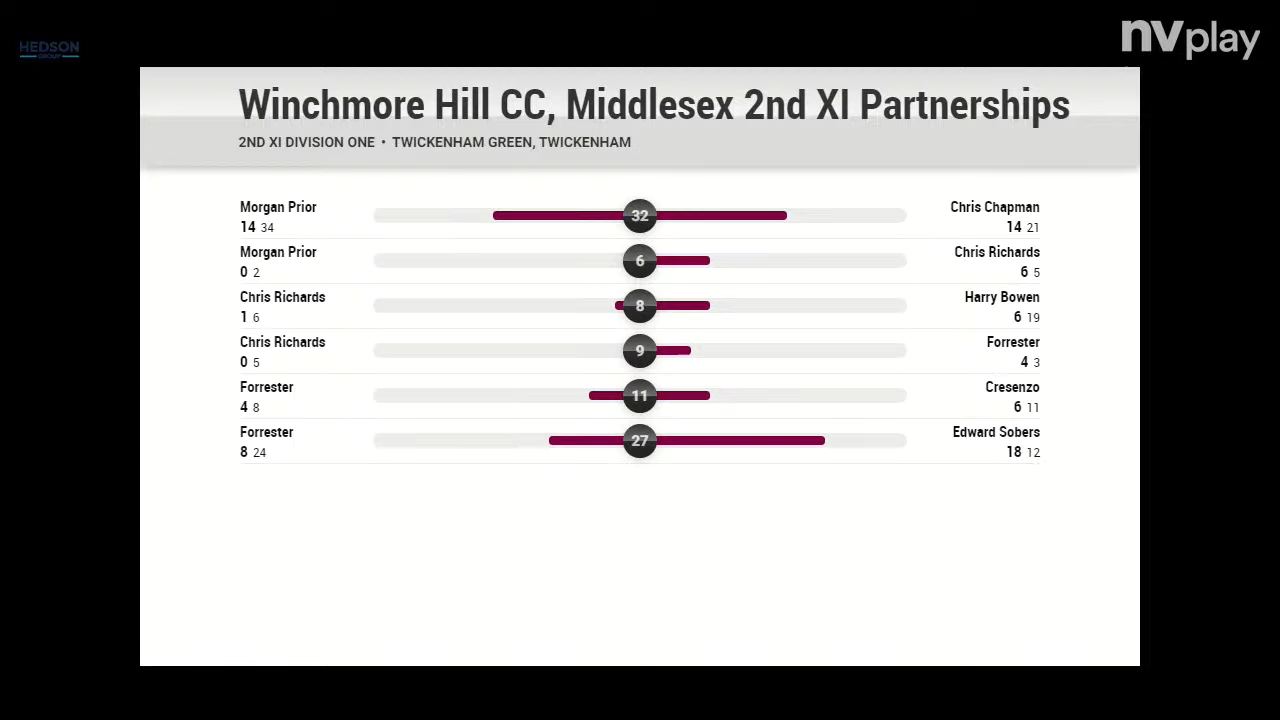 HEDSON
GROUP
nvplay
Winchmore Hill CC, Middlesex 2nd XI Partnerships
2ND XI DIVISION ONE • TWICKENHAM GREEN, TWICKENHAM
Morgan Prior 32 Chris Chapman
14 34 14 21
Morgan Prior 6 Chris Richards
0 2 6 5
Chris Richards 8 Harry Bowen
1 6 6 19
Chris Richards 9 Forrester
0 5 4 3
Forrester 11 Cresenzo
4 8 6 11
Forrester 27 Edward Sobers
8 24 18 12